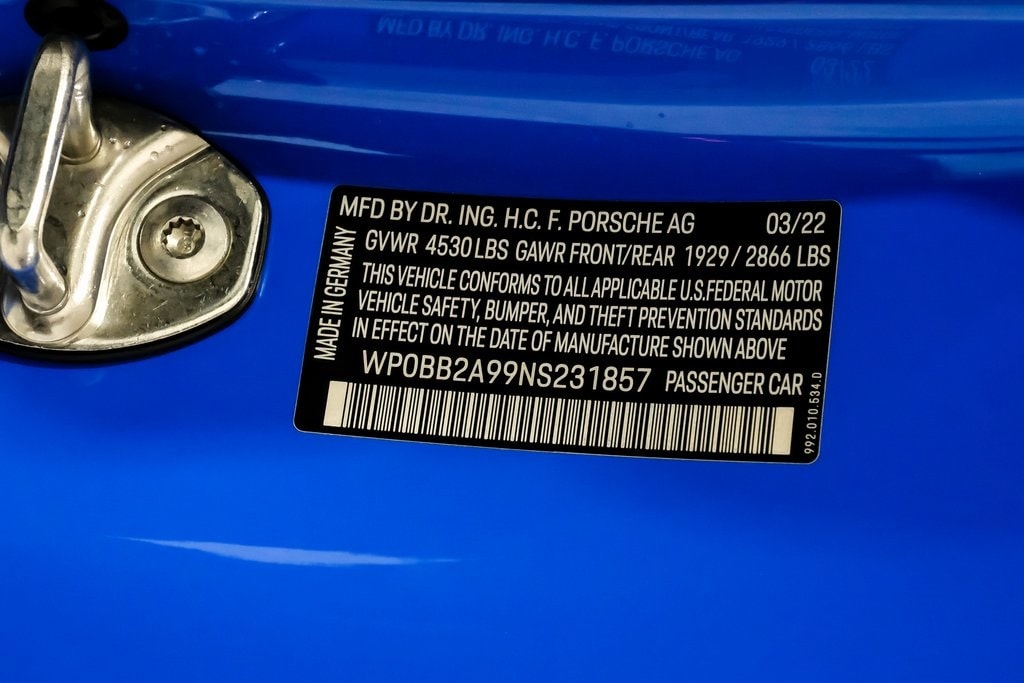 MFD BY DR. ING. H.C. F. PORSCHE AG 03/22
GVWR 4530 LBS GAWR FRONT/REAR 1929 / 2866 LBS
THIS VEHICLE CONFORMS TO ALL APPLICABLE U.S.FEDERAL MOTOR
VEHICLE SAFETY, BUMPER, AND THEFT PREVENTION STANDARDS
IN EFFECT ON THE DATE OF MANUFACTURE SHOWN ABOVE
WP0BB2A99NS231857 PASSENGER CAR
MADE IN GERMANY
992.010.534.D